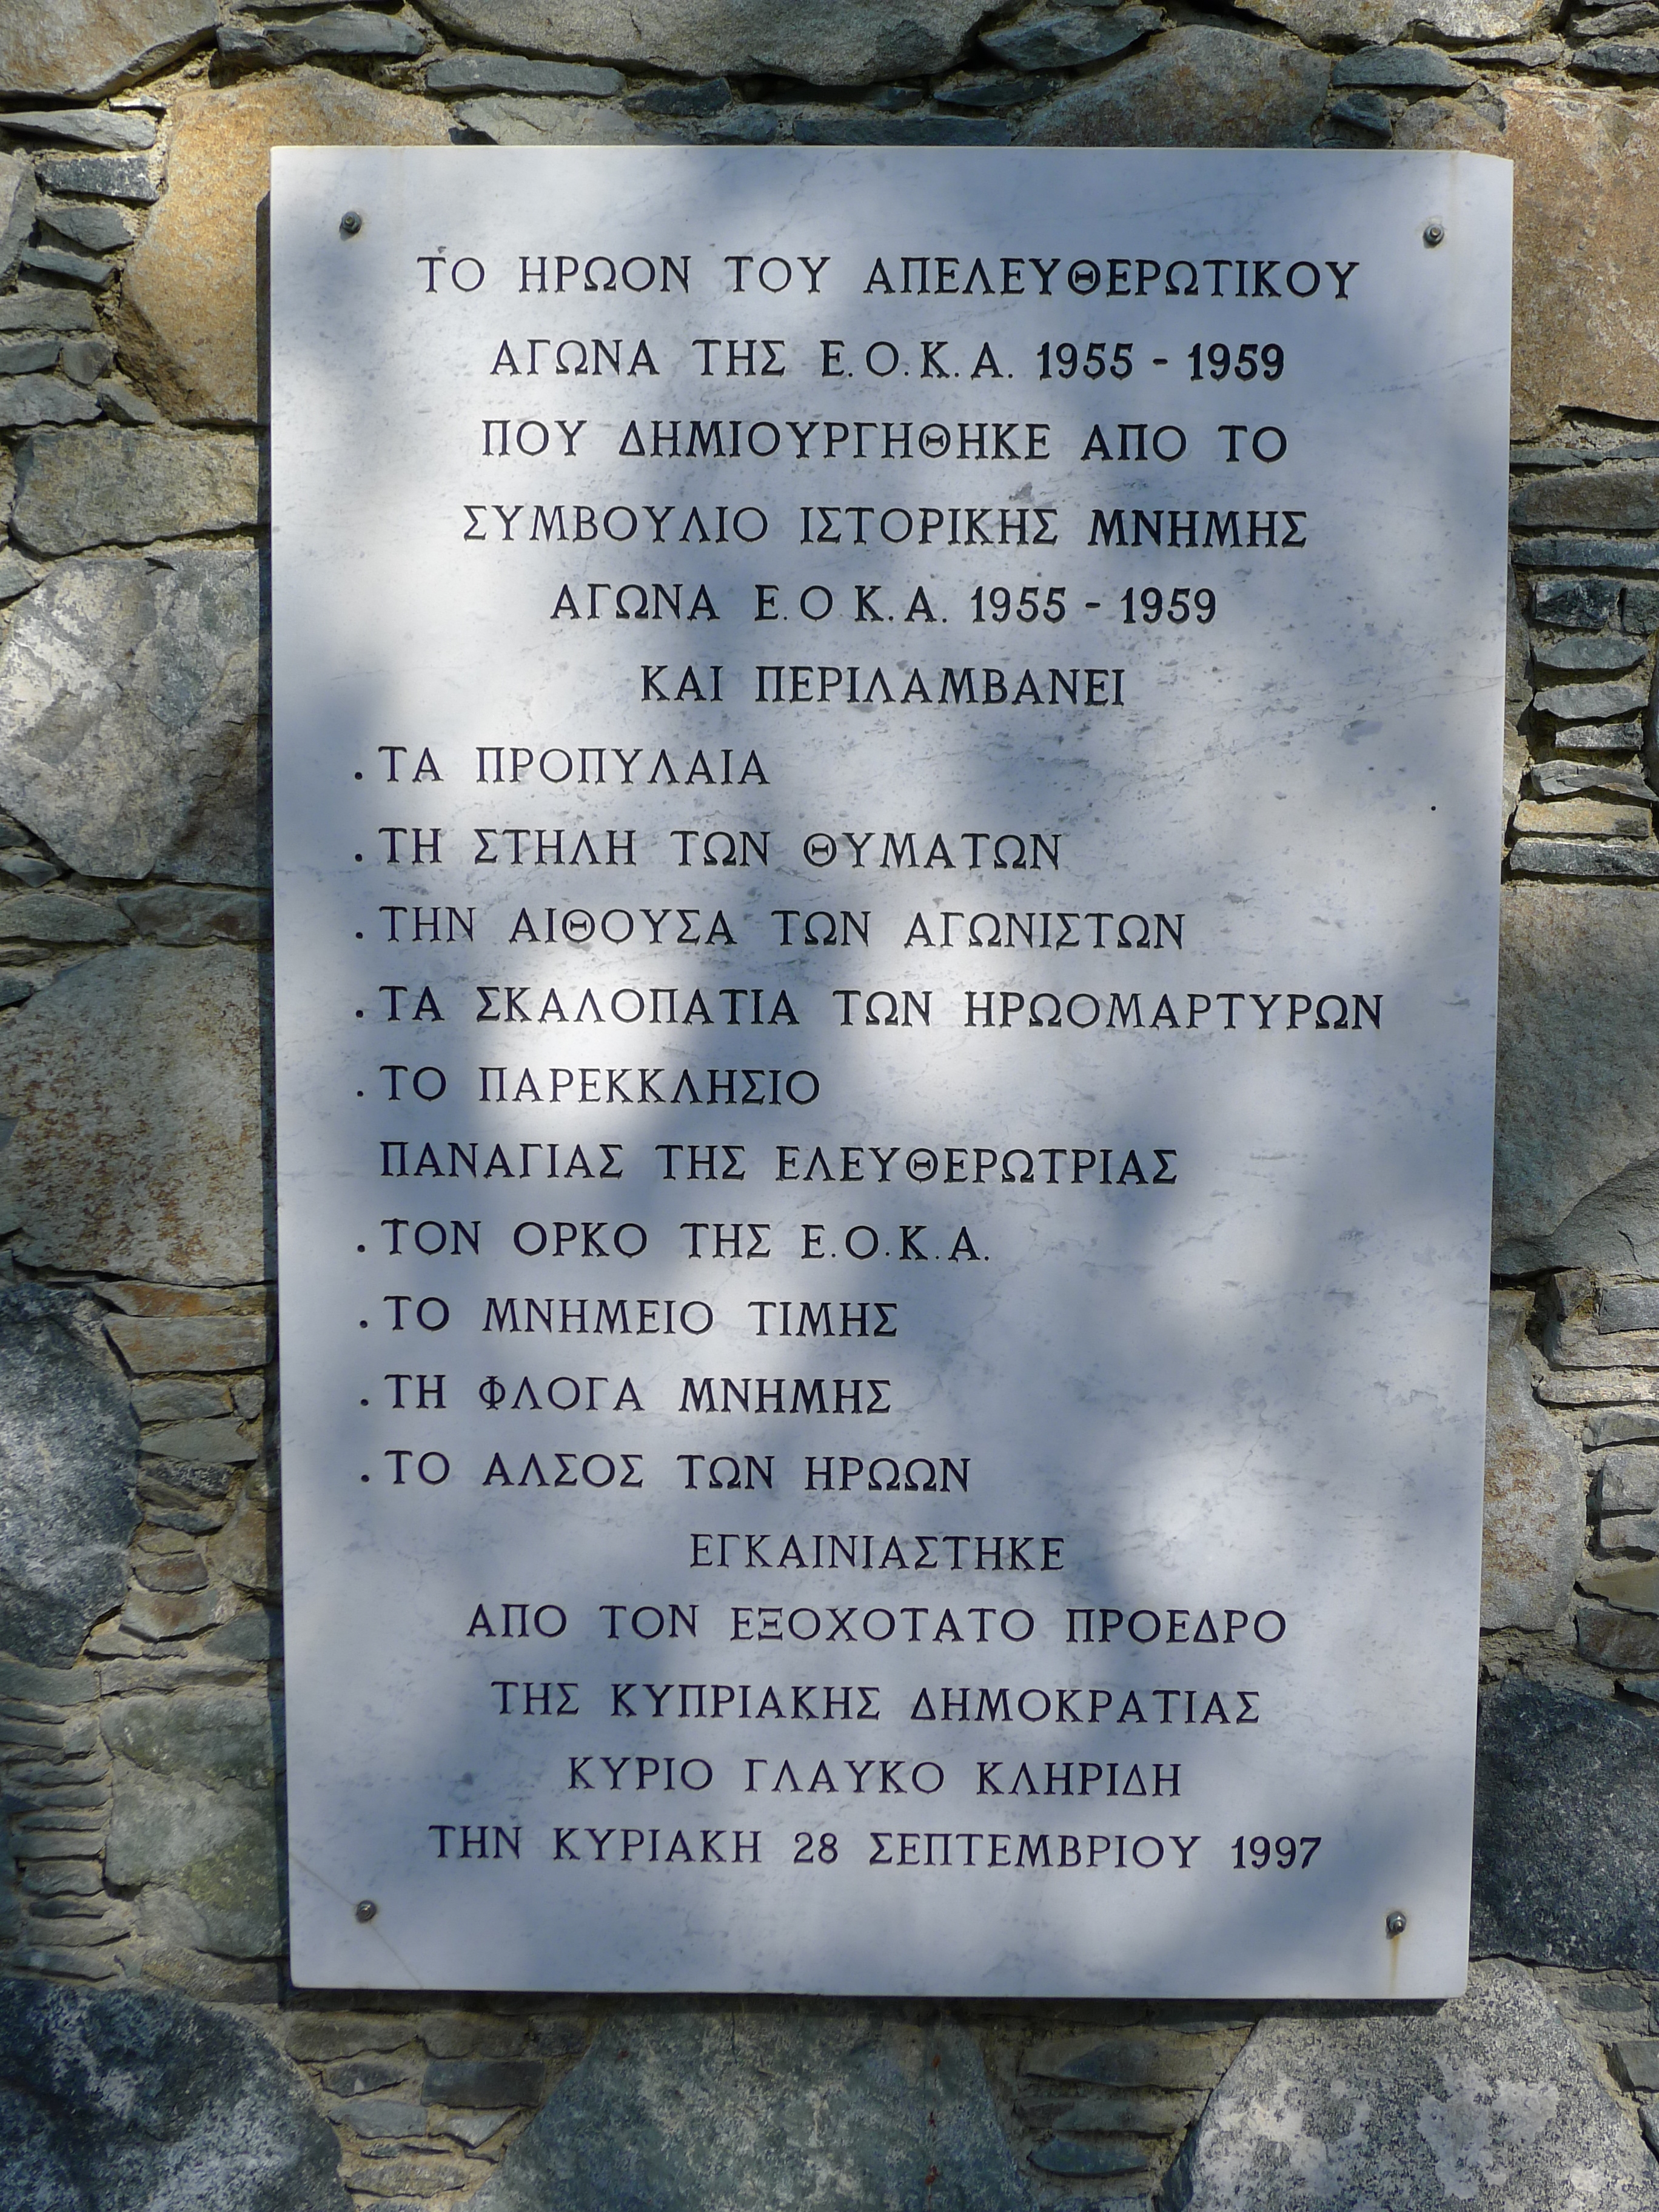 ΤΟ ΗΡΩΟΝ ΤΟΥ ΑΠΕΛΕΥΘΕΡΩΤΙΚΟΥ
ΑΓΩΝΑ ΤΗΣ Ε.Ο.Κ.Α. 1955 - 1959
ΠΟΥ ΔΗΜΙΟΥΡΓΗΘΗΚΕ ΑΠΟ ΤΟ
ΣΥΜΒΟΥΛΙΟ ΙΣΤΟΡΙΚΗΣ ΜΝΗΜΗΣ
ΑΓΩΝΑ Ε.Ο Κ.Α. 1955 - 1959
ΚΑΙ ΠΕΡΙΛΑΜΒΑΝΕΙ
.ΤΑ ΠΡΟΠΥΛΑΙΑ
.ΤΗ ΣΤΗΛΗ ΤΩΝ ΘΥΜΑΤΩΝ
.ΤΗΝ ΑΙΘΟΥΣΑ ΤΩΝ ΑΓΩΝΙΣΤΩΝ
.ΤΑ ΣΚΑΛΟΠΑΤΙΑ ΤΩΝ ΗΡΩΟΜΑΡΤΥΡΩΝ
.ΤΟ ΠΑΡΕΚΚΛΗΣΙΟ
ΠΑΝΑΓΙΑΣ ΤΗΣ ΕΛΕΥΘΕΡΩΤΡΙΑΣ
.ΤΟΝ ΟΡΚΟ ΤΗΣ Ε.Ο.Κ.Α.
.ΤΟ ΜΝΗΜΕΙΟ ΤΙΜΗΣ
.ΤΗ ΦΛΟΓΑ ΜΝΗΜΗΣ
.ΤΟ ΑΛΣΟΣ ΤΩΝ ΗΡΩΩΝ
ΕΓΚΑΙΝΙΑΣΤΗΚΕ
ΑΠΟ ΤΟΝ ΕΞΟΧΟΤΑΤΟ ΠΡΟΕΔΡΟ
ΤΗΣ ΚΥΠΡΙΑΚΗΣ ΔΗΜΟΚΡΑΤΙΑΣ
ΚΥΡΙΟ ΓΛΑΥΚΟ ΚΛΗΡΙΔΗ
ΤΗΝ ΚΥΡΙΑΚΗ 28 ΣΕΠΤΕΜΒΡΙΟΥ 1997